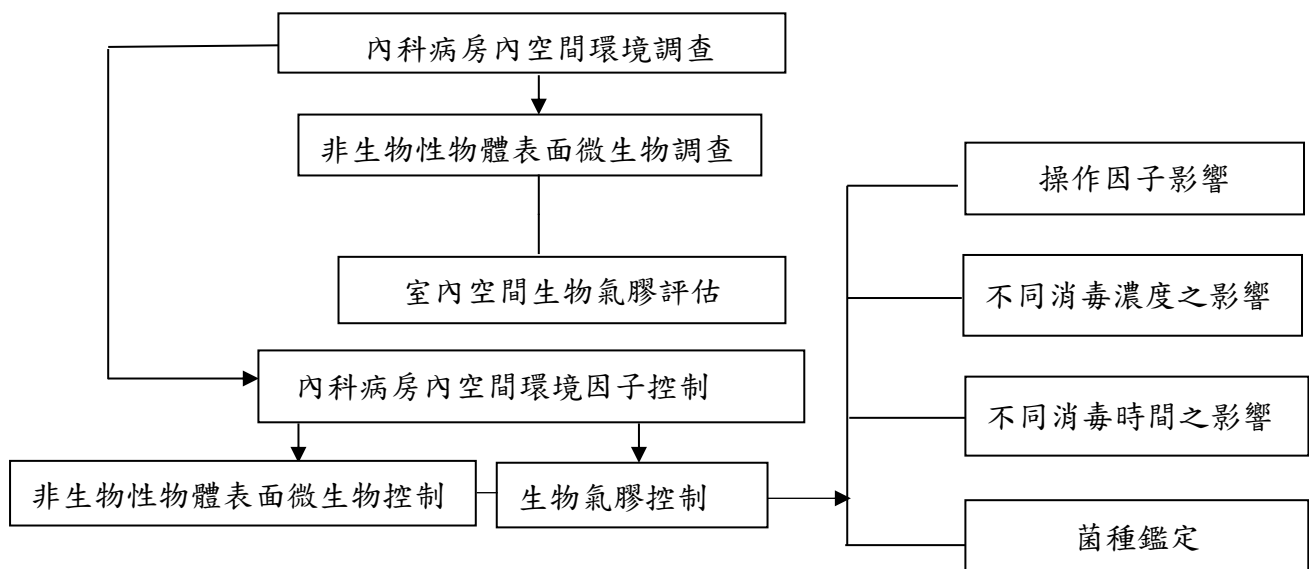 內科病房內空間環境調查
非生物性物體表面微生物調查
室內空間生物氣膠評估
內科病房內空間環境因子控制
非生物性物體表面微生物控制
生物氣膠控制
操作因子影響
不同消毒濃度之影響
不同消毒時間之影響
菌種鑑定